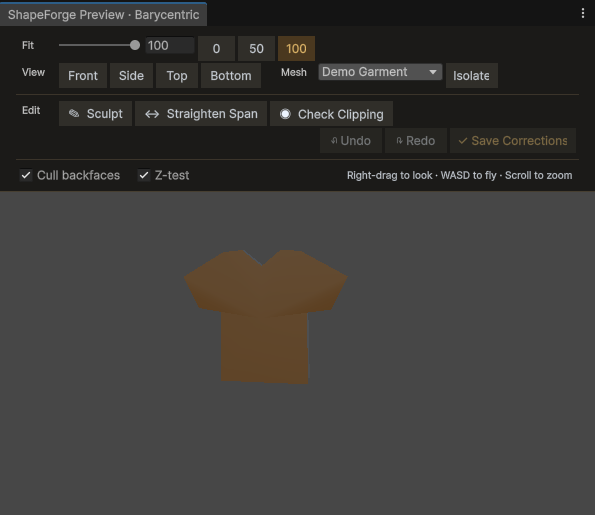 ShapeForge Preview · Barycentric
Fit 100 0 50 100
View Front Side Top Bottom Mesh Demo Garment Isolate
Edit Sculpt Straighten Span Check Clipping
Undo Redo Save Corrections
Cull backfaces Z-test Right-drag to look · WASD to fly · Scroll to zoom